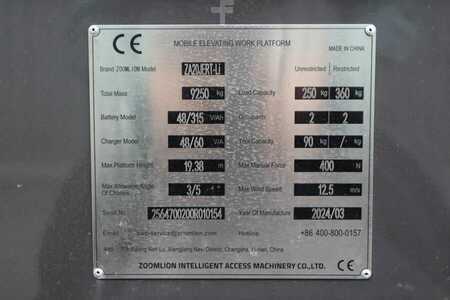 CE
MOBILE ELEVATING WORK PLATFORM
MADE IN CHINA
Brand ZOOMLION Model ZA20JERT-Li Unrestricted Restricted
Total Mass 9250 kg Load Capacity 250 kg 360 kg
Battery Model 48/315 V/Ah Occupants 2 2
Charger Model 48/60 V/A Tool Capacity 90 kg / kg
Max Platform Height 19.38 m Max Manual Force 400 N
Max Allowable Angle Of Chassis 3/5 ° Max Wind Speed 12.5 m/s
Serial No. 2564700200R010154 Year Of Manufacture 2024/03
Email Hotline +86 400-800-0157
Changsha, Hunan, China
ZOOMLION INTELLIGENT ACCESS MACHINERY CO.,LTD.